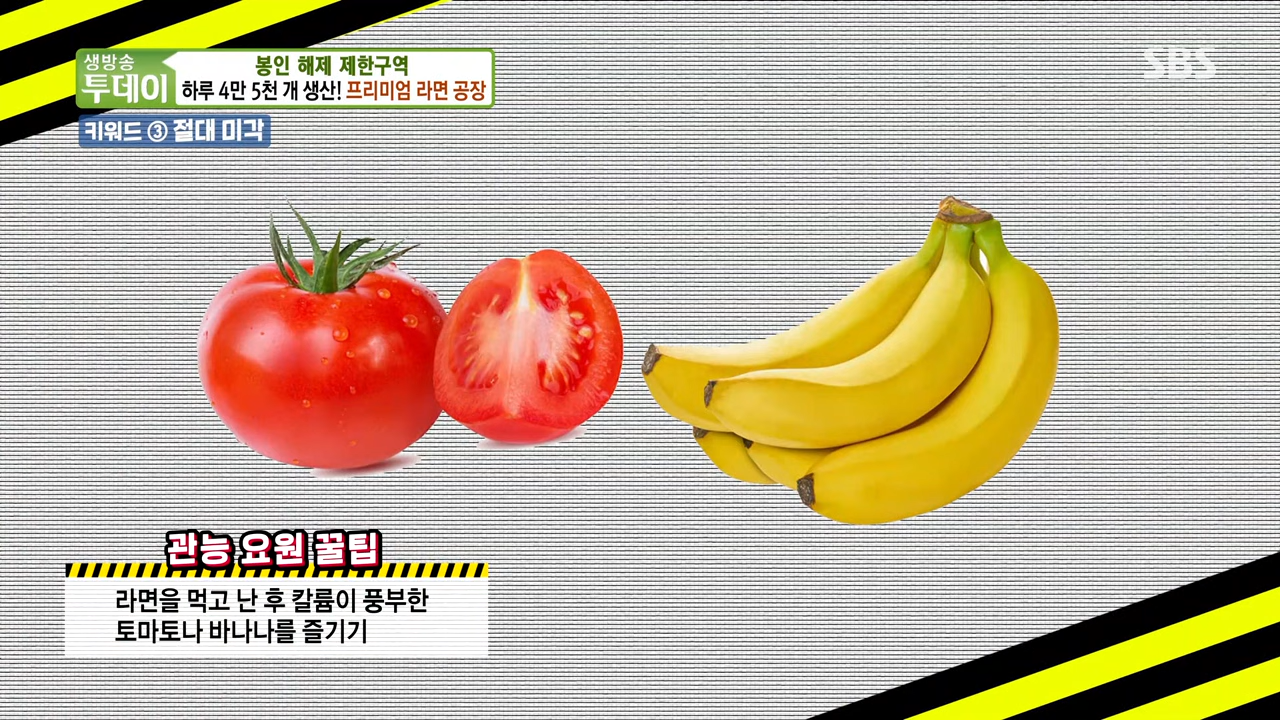 생방송
투데이
봉인 해제 제한구역
하루 4만 5천 개 생산! 프리미엄 라면 공장
SBS
키워드 ③ 절대 미각
관능 요원 꿀팁
라면을 먹고 난 후 칼륨이 풍부한
토마토나 바나나를 즐기기